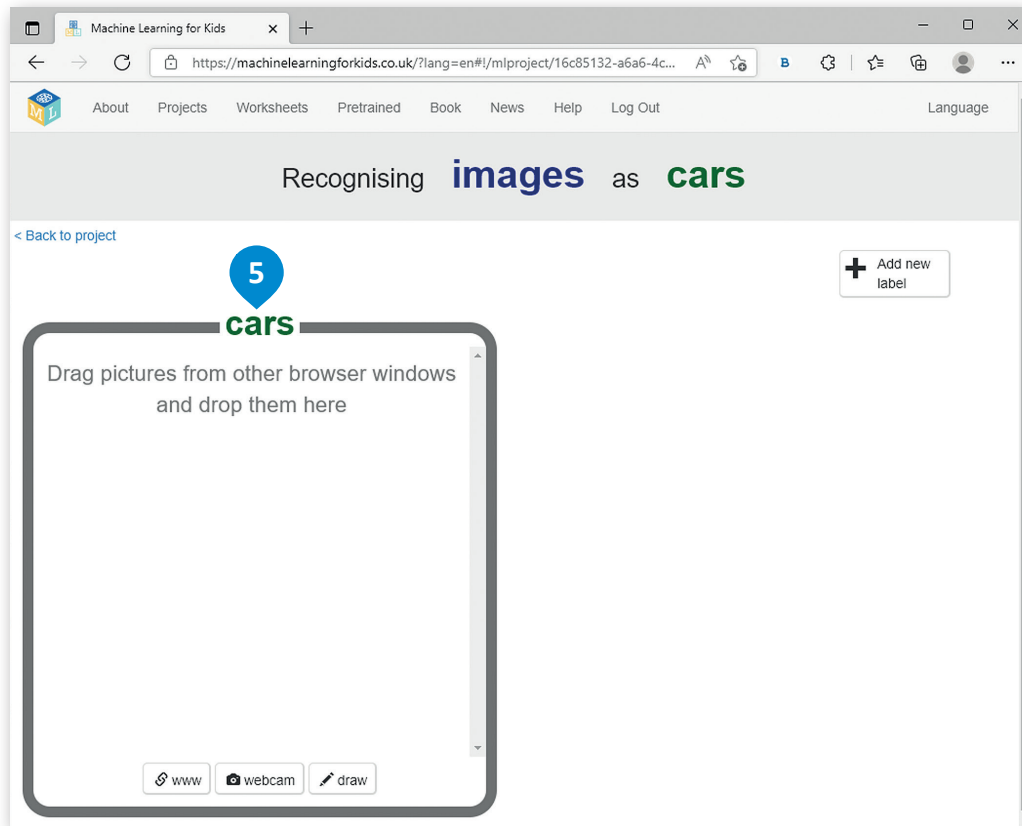 Machine Learning for Kids
https://machinelearningforkids.co.uk/?lang=en#!/mlproject/16c85132-a6a6-4c...
B
ML
About Projects Worksheets Pretrained Book News Help Log Out Language
Recognising images as cars
< Back to project
Add new
label
5
cars
Drag pictures from other browser windows
and drop them here
www webcam draw